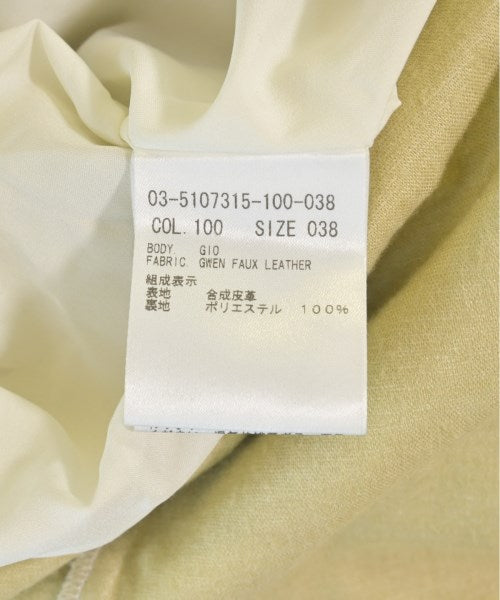 03-5107315-100-038
COL. 100 SIZE 038
BODY. GIO
FABRIC. GWEN FAUX LEATHER
組成表示
表地 合成皮革
裏地 ポリエステル 100%